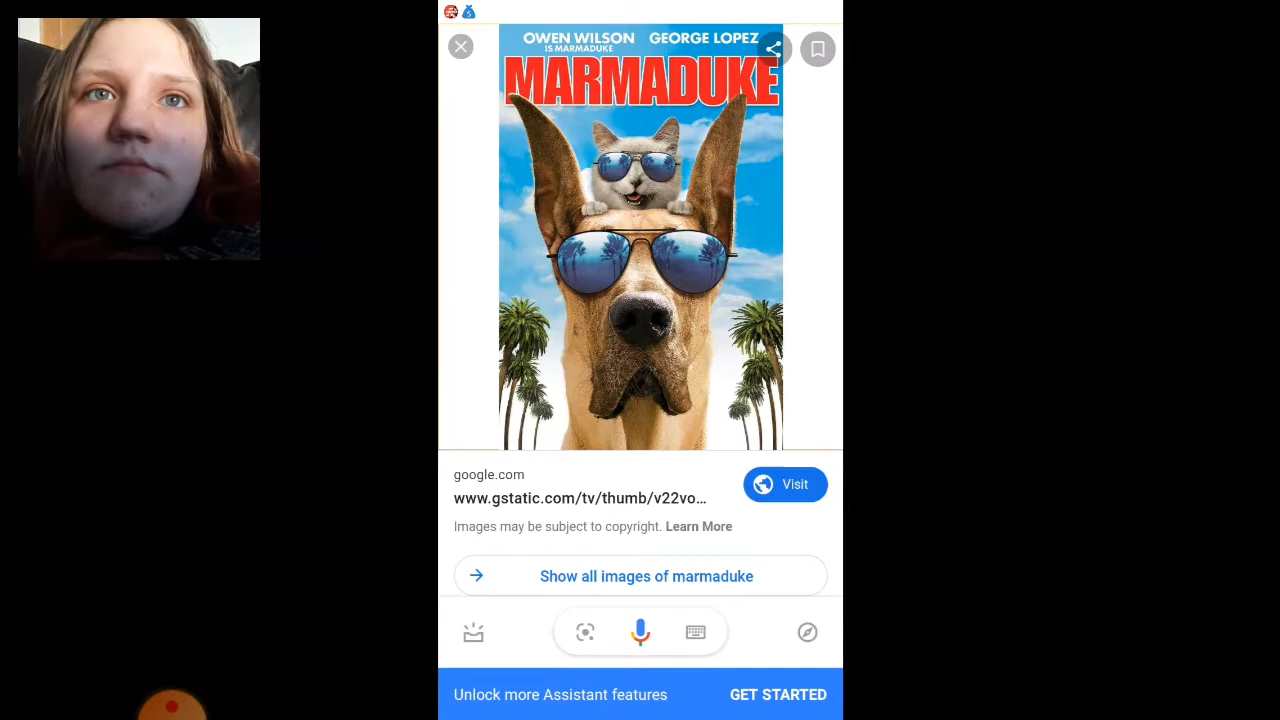 OWEN WILSON GEORGE LOPEZ
IS MARMADUKE
MARMADUKE
google.com
www.gstatic.com/tv/thumb/v22vo...
Visit
Images may be subject to copyright. Learn More
Show all images of marmaduke
Unlock more Assistant features
GET STARTED